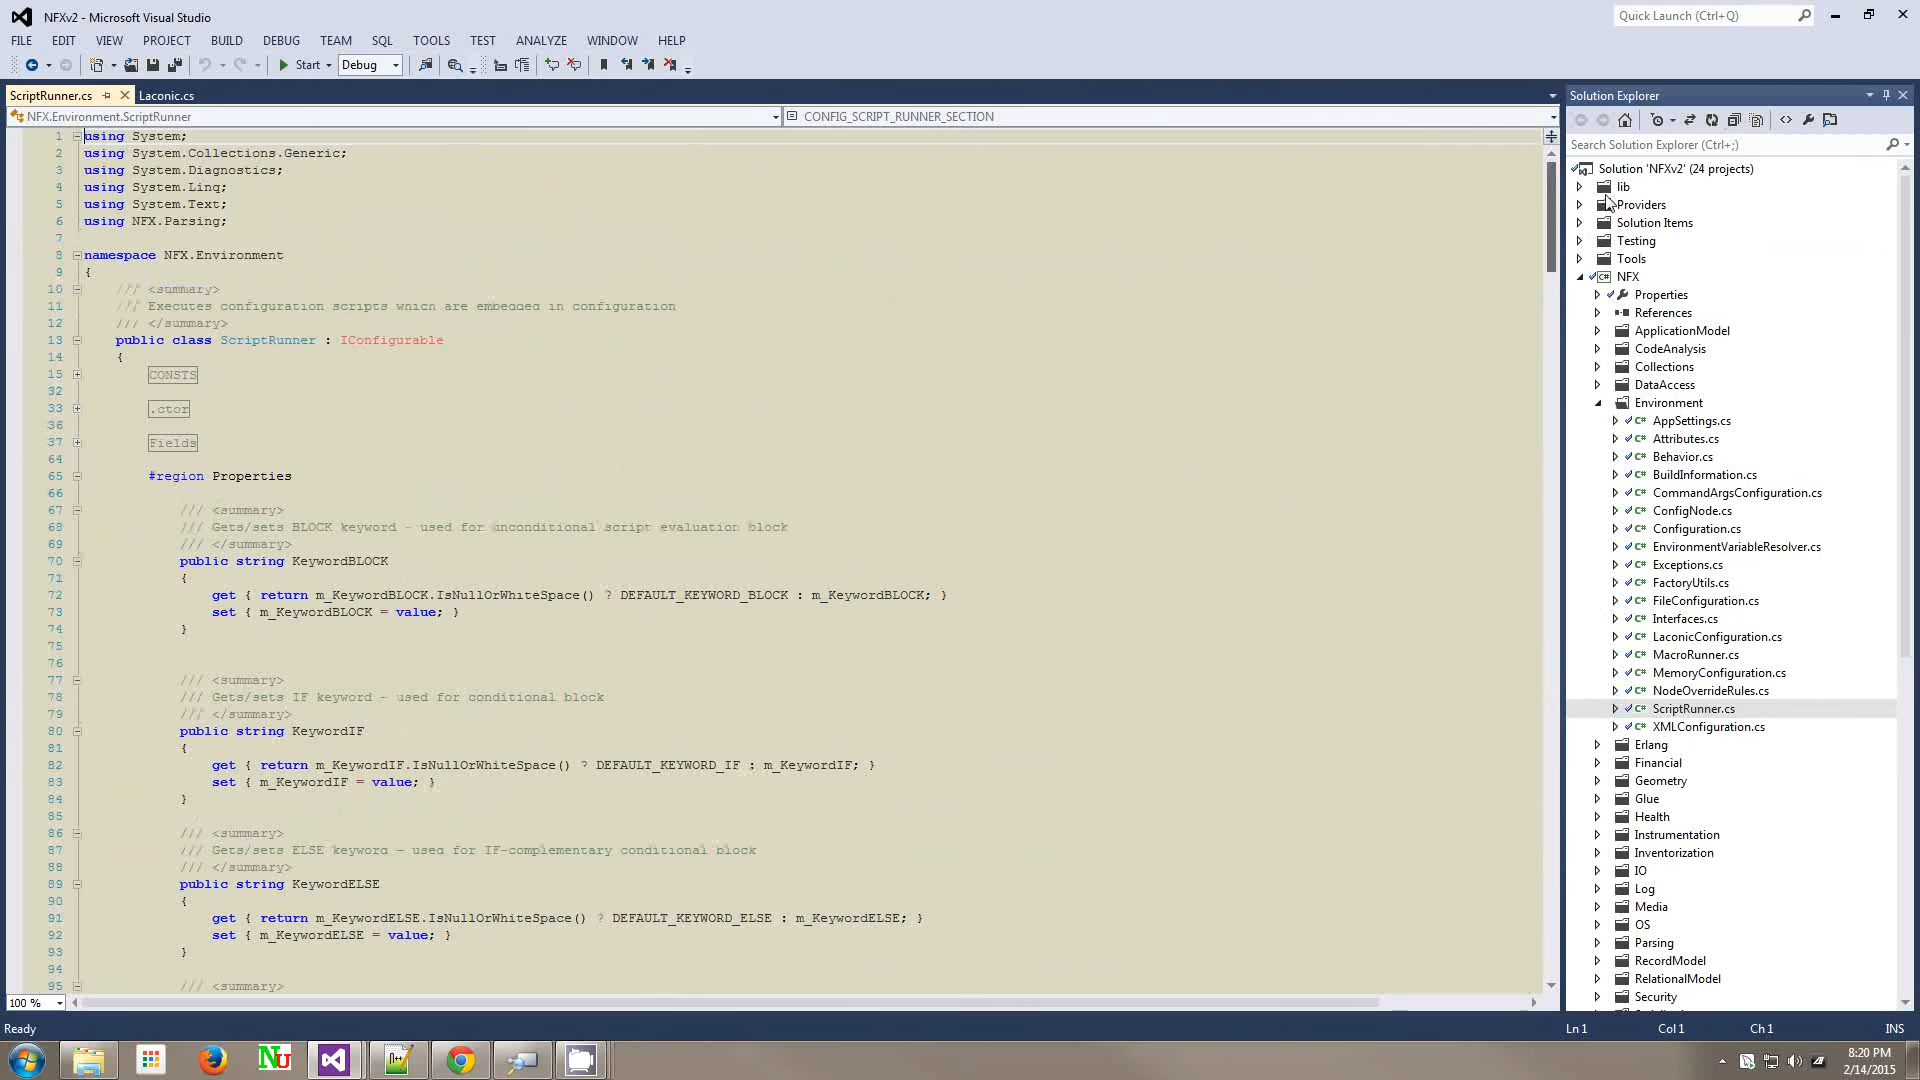 NFXv2 - Microsoft Visual Studio
Quick Launch (Ctrl+Q)
FILE EDIT VIEW PROJECT BUILD DEBUG TEAM SQL TOOLS TEST ANALYZE WINDOW HELP
Start Debug
ScriptRunner.cs Laconic.cs
NFX.Environment.ScriptRunner CONFIG_SCRIPT_RUNNER_SECTION
1 using System;
2 using System.Collections.Generic;
3 using System.Diagnostics;
4 using System.Linq;
5 using System.Text;
6 using NFX.Parsing;
7
8 namespace NFX.Environment
9 {
10 /// <summary>
11 /// Executes configuration scripts which are embedded in configuration
12 /// </summary>
13 public class ScriptRunner : IConfigurable
14 {
15 CONSTS
32
33 .ctor
36
37 Fields
64
65 #region Properties
66
67 /// <summary>
68 /// Gets/sets BLOCK keyword - used for unconditional script evaluation block
69 /// </summary>
70 public string KeywordBLOCK
71 {
72 get { return m_KeywordBLOCK.IsNullOrWhiteSpace() ? DEFAULT_KEYWORD_BLOCK : m_KeywordBLOCK; }
73 set { m_KeywordBLOCK = value; }
74 }
75
76
77 /// <summary>
78 /// Gets/sets IF keyword - used for conditional block
79 /// </summary>
80 public string KeywordIF
81 {
82 get { return m_KeywordIF.IsNullOrWhiteSpace() ? DEFAULT_KEYWORD_IF : m_KeywordIF; }
83 set { m_KeywordIF = value; }
84 }
85
86 /// <summary>
87 /// Gets/sets ELSE keyword - used for IF-complementary conditional block
88 /// </summary>
89 public string KeywordELSE
90 {
91 get { return m_KeywordELSE.IsNullOrWhiteSpace() ? DEFAULT_KEYWORD_ELSE : m_KeywordELSE; }
92 set { m_KeywordELSE = value; }
93 }
94
95 /// <summary>
100 %
Solution Explorer
Search Solution Explorer (Ctrl+;)
Solution 'NFXv2' (24 projects)
lib
Providers
Solution Items
Testing
Tools
C# NFX
Properties
References
ApplicationModel
CodeAnalysis
Collections
DataAccess
Environment
C# AppSettings.cs
C# Attributes.cs
C# Behavior.cs
C# BuildInformation.cs
C# CommandArgsConfiguration.cs
C# ConfigNode.cs
C# Configuration.cs
C# EnvironmentVariableResolver.cs
C# Exceptions.cs
C# FactoryUtils.cs
C# FileConfiguration.cs
C# Interfaces.cs
C# LaconicConfiguration.cs
C# MacroRunner.cs
C# MemoryConfiguration.cs
C# NodeOverrideRules.cs
C# ScriptRunner.cs
C# XMLConfiguration.cs
Erlang
Financial
Geometry
Glue
Health
Instrumentation
Inventorization
IO
Log
Media
OS
Parsing
RecordModel
RelationalModel
Security
Ready Ln 1 Col 1 Ch 1 INS
Nu
8:20 PM
2/14/2015